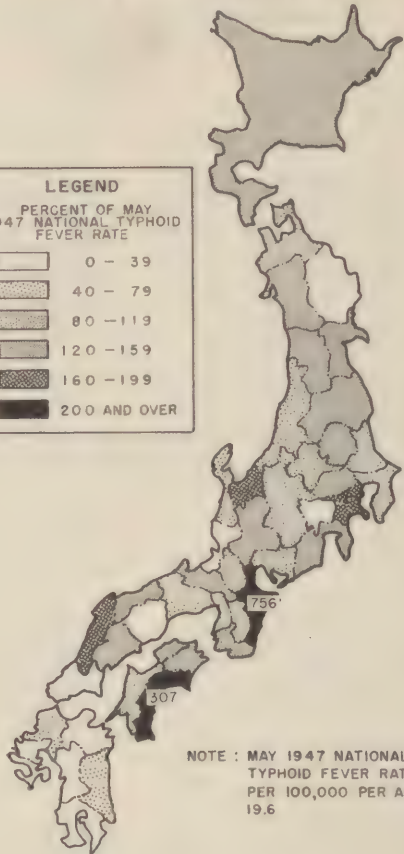 LEGEND
PERCENT OF MAY
947 NATIONAL TYPHOID
FEVER RATE
0 - 39
40 - 79
80 - 119
120 - 159
160 - 199
200 AND OVER
756
307
NOTE : MAY 1947 NATIONAL
TYPHOID FEVER RAT
PER 100,000 PER A
19.6